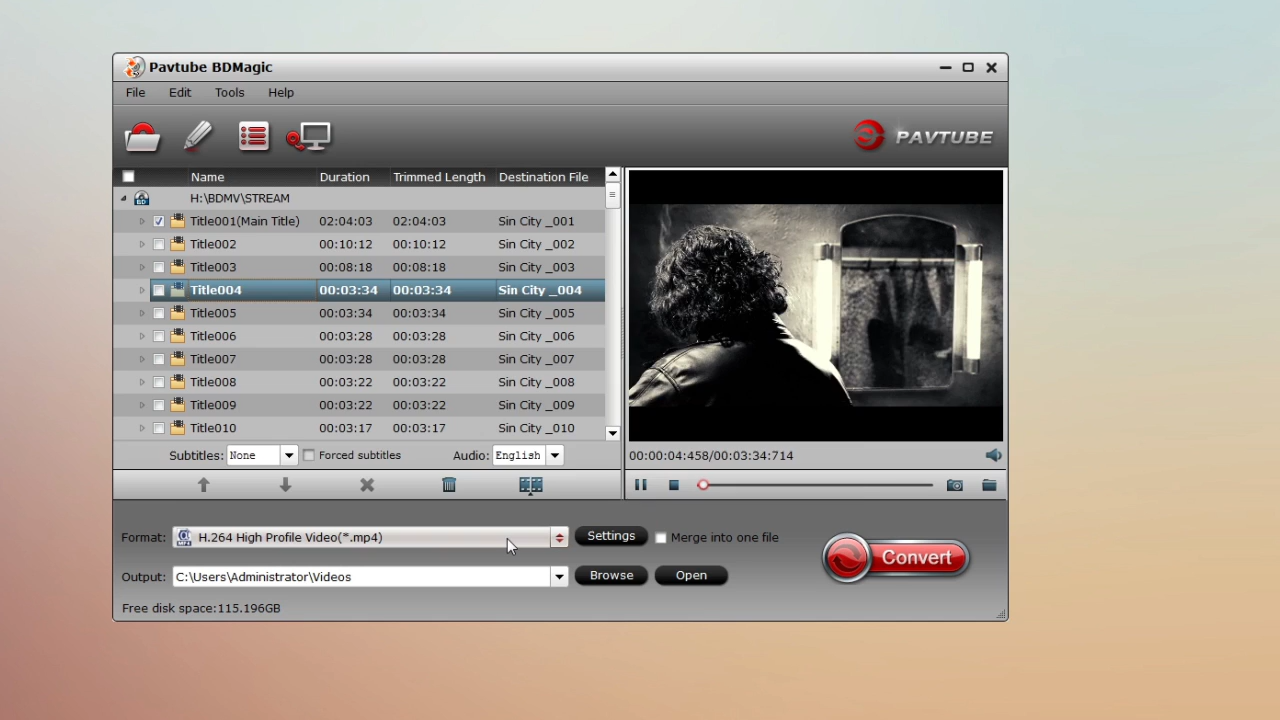 Pavtube BDMagic
File Edit Tools Help
PAVTUBE
Name Duration Trimmed Length Destination File
BD H:\BDMV\STREAM
Title001(Main Title) 02:04:03 02:04:03 Sin City _001
Title002 00:10:12 00:10:12 Sin City _002
Title003 00:08:18 00:08:18 Sin City _003
Title004 00:03:34 00:03:34 Sin City _004
Title005 00:03:34 00:03:34 Sin City _005
Title006 00:03:28 00:03:28 Sin City _006
Title007 00:03:28 00:03:28 Sin City _007
Title008 00:03:22 00:03:22 Sin City _008
Title009 00:03:22 00:03:22 Sin City _009
Title010 00:03:17 00:03:17 Sin City _010
Subtitles: None Forced subtitles Audio: English
00:00:04:458/00:03:34:714
Format: MP4 H.264 High Profile Video(*.mp4) Settings Merge into one file
Convert
Output: C:\Users\Administrator\Videos Browse Open
Free disk space:115.196GB